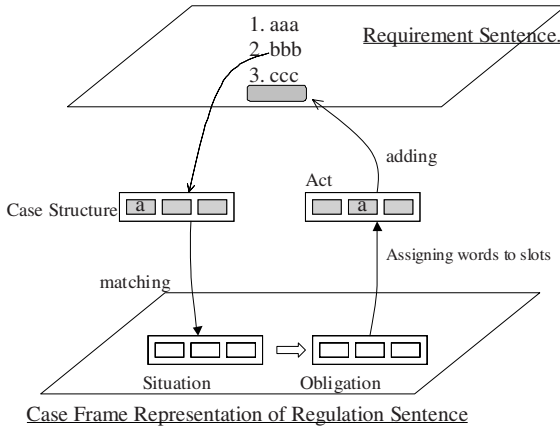 1. aaa
Requirement Sentence.
2. bbb
3. ccc
adding
Act
Case Structure
a
a
Assigning words to slots
matching
Situation
Obligation
Case Frame Representation of Regulation Sentence